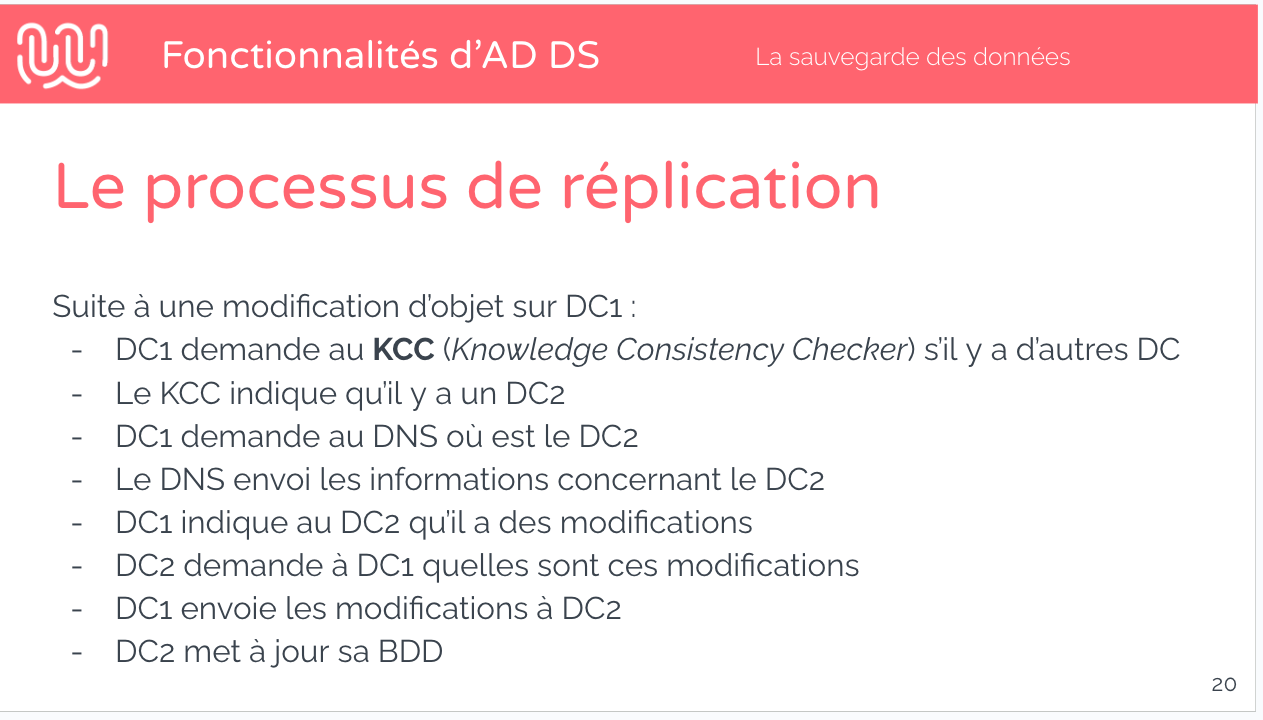 Fonctionnalités d'AD DS
La sauvegarde des données
Le processus de réplication
Suite à une modification d'objet sur DC1 :
- DC1 demande au KCC (Knowledge Consistency Checker) s'il y a d'autres DC
- Le KCC indique qu'il y a un DC2
- DC1 demande au DNS où est le DC2
- Le DNS envoi les informations concernant le DC2
- DC1 indique au DC2 qu'il a des modifications
- DC2 demande à DC1 quelles sont ces modifications
- DC1 envoie les modifications à DC2
- DC2 met à jour sa BDD
20